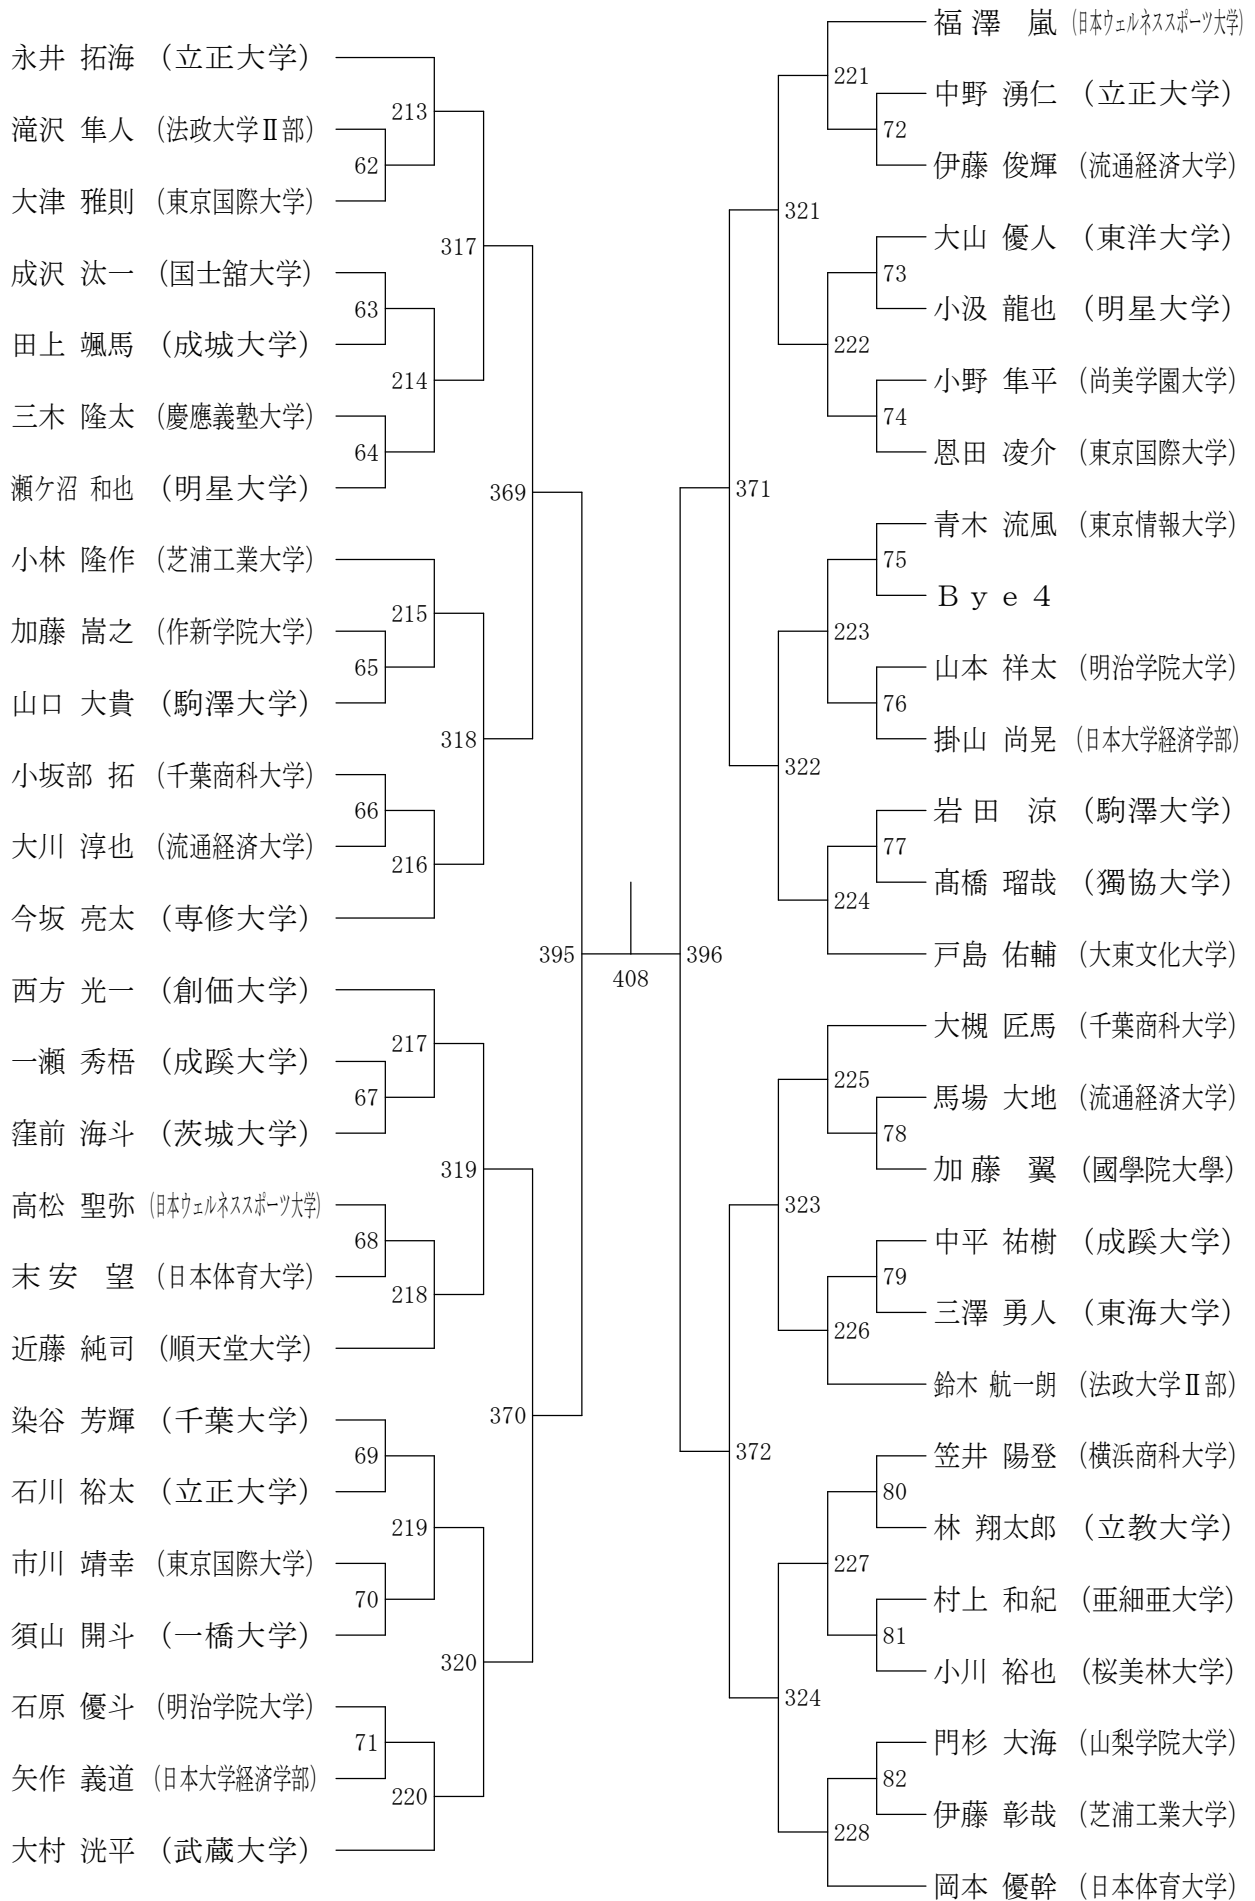 永井 拓海 (立正大学)
213
滝沢 隼人 (法政大学Ⅱ部)
62
大津 雅則 (東京国際大学)
317
成沢 汰一 (国士舘大学)
63
田上 颯馬 (成城大学)
214
三木 隆太 (慶應義塾大学)
64
瀬ケ沼 和也 (明星大学)
369
小林 隆作 (芝浦工業大学)
215
加藤 嵩之 (作新学院大学)
65
山口 大貴 (駒澤大学)
318
小坂部 拓 (千葉商科大学)
66
大川 淳也 (流通経済大学)
216
今坂 亮太 (専修大学)
395
西方 光一 (創価大学)
217
一瀬 秀梧 (成蹊大学)
67
窪前 海斗 (茨城大学)
319
高松 聖弥 (日本ウェルネススポーツ大学)
68
末安 望 (日本体育大学)
218
近藤 純司 (順天堂大学)
370
染谷 芳輝 (千葉大学)
69
石川 裕太 (立正大学)
219
市川 靖幸 (東京国際大学)
70
須山 開斗 (一橋大学)
320
石原 優斗 (明治学院大学)
71
矢作 義道 (日本大学経済学部)
220
大村 洸平 (武蔵大学)
408
福澤 嵐 (日本ウェルネススポーツ大学)
221
中野 湧仁 (立正大学)
72
伊藤 俊輝 (流通経済大学)
321
大山 優人 (東洋大学)
73
小汲 龍也 (明星大学)
222
小野 隼平 (尚美学園大学)
74
恩田 凌介 (東京国際大学)
371
青木 流風 (東京情報大学)
75
Bye4
223
山本 祥太 (明治学院大学)
76
掛山 尚晃 (日本大学経済学部)
322
岩田 涼 (駒澤大学)
77
髙橋 瑠哉 (獨協大学)
224
戸島 佑輔 (大東文化大学)
396
大槻 匠馬 (千葉商科大学)
225
馬場 大地 (流通経済大学)
78
加藤 翼 (國學院大學)
323
中平 祐樹 (成蹊大学)
79
三澤 勇人 (東海大学)
226
鈴木 航一朗 (法政大学Ⅱ部)
372
笠井 陽登 (横浜商科大学)
80
林 翔太郎 (立教大学)
227
村上 和紀 (亜細亜大学)
81
小川 裕也 (桜美林大学)
324
門杉 大海 (山梨学院大学)
82
伊藤 彰哉 (芝浦工業大学)
228
岡本 優幹 (日本体育大学)